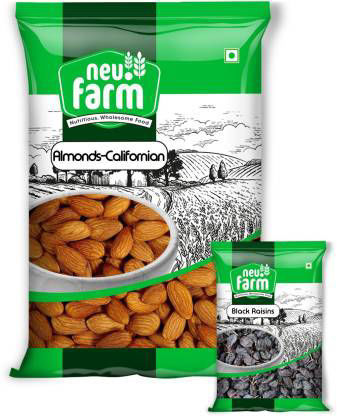 neu
farm
Nutritious, Wholesome Food
Almonds-Californian
neu
farm
Black Raisins